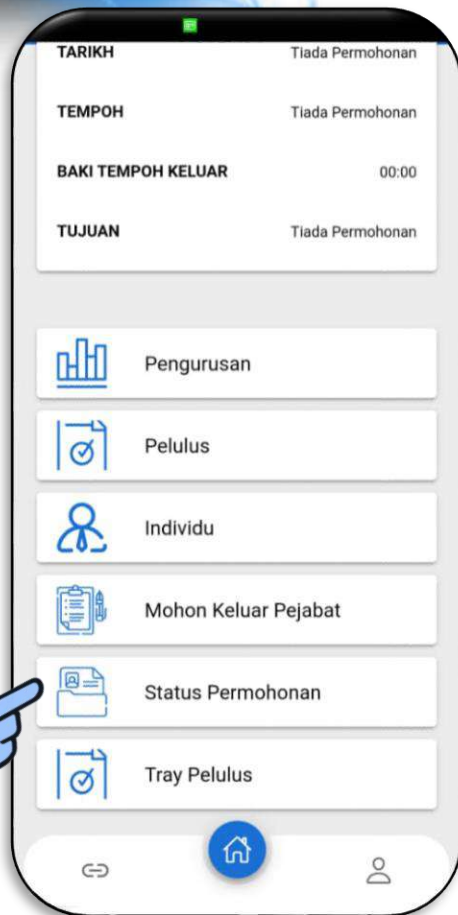 TARIKH Tiada Permohonan
TEMPOH Tiada Permohonan
BAKI TEMPOH KELUAR 00:00
TUJUAN Tiada Permohonan
Pengurusan
Pelulus
Individu
Mohon Keluar Pejabat
Status Permohonan
Tray Pelulus